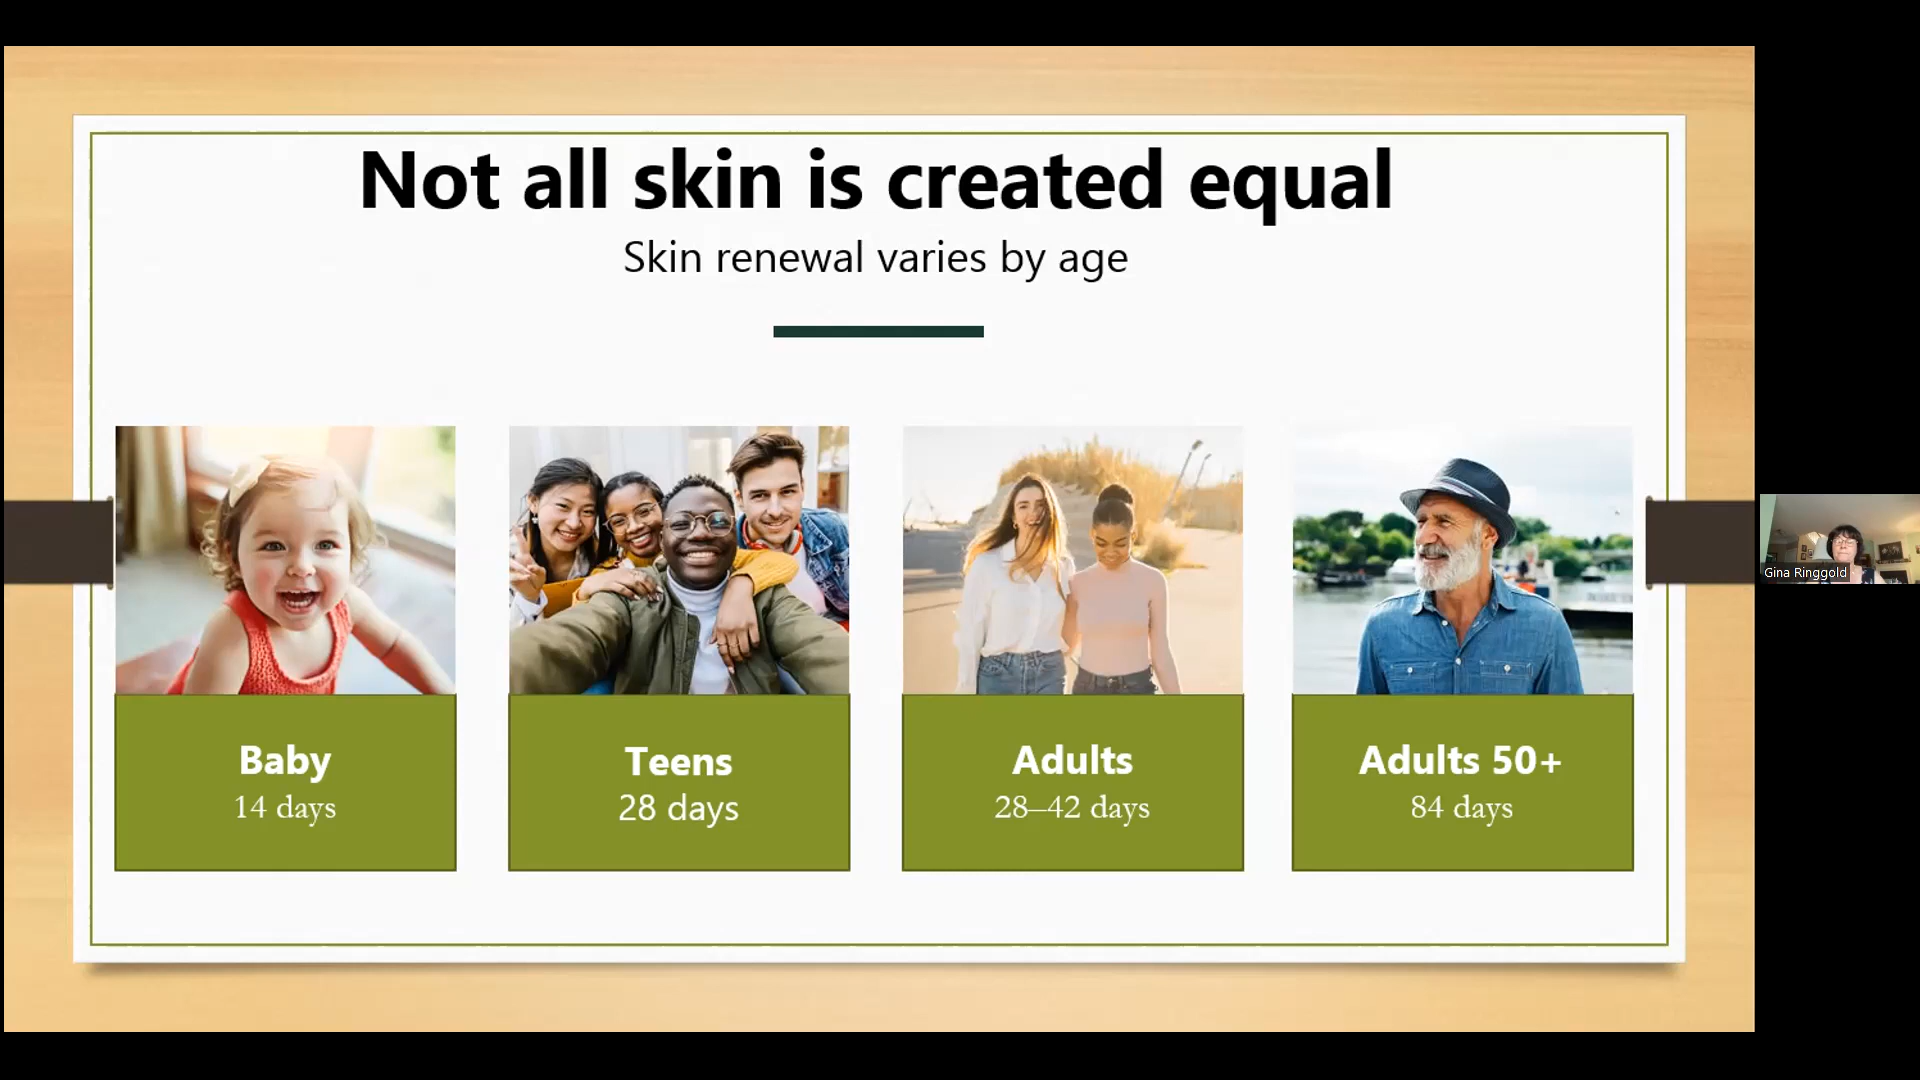 Not all skin is created equal
Skin renewal varies by age
Baby
14 days
Teens
28 days
Adults
28–42 days
Adults 50+
84 days
Gina Ringgold